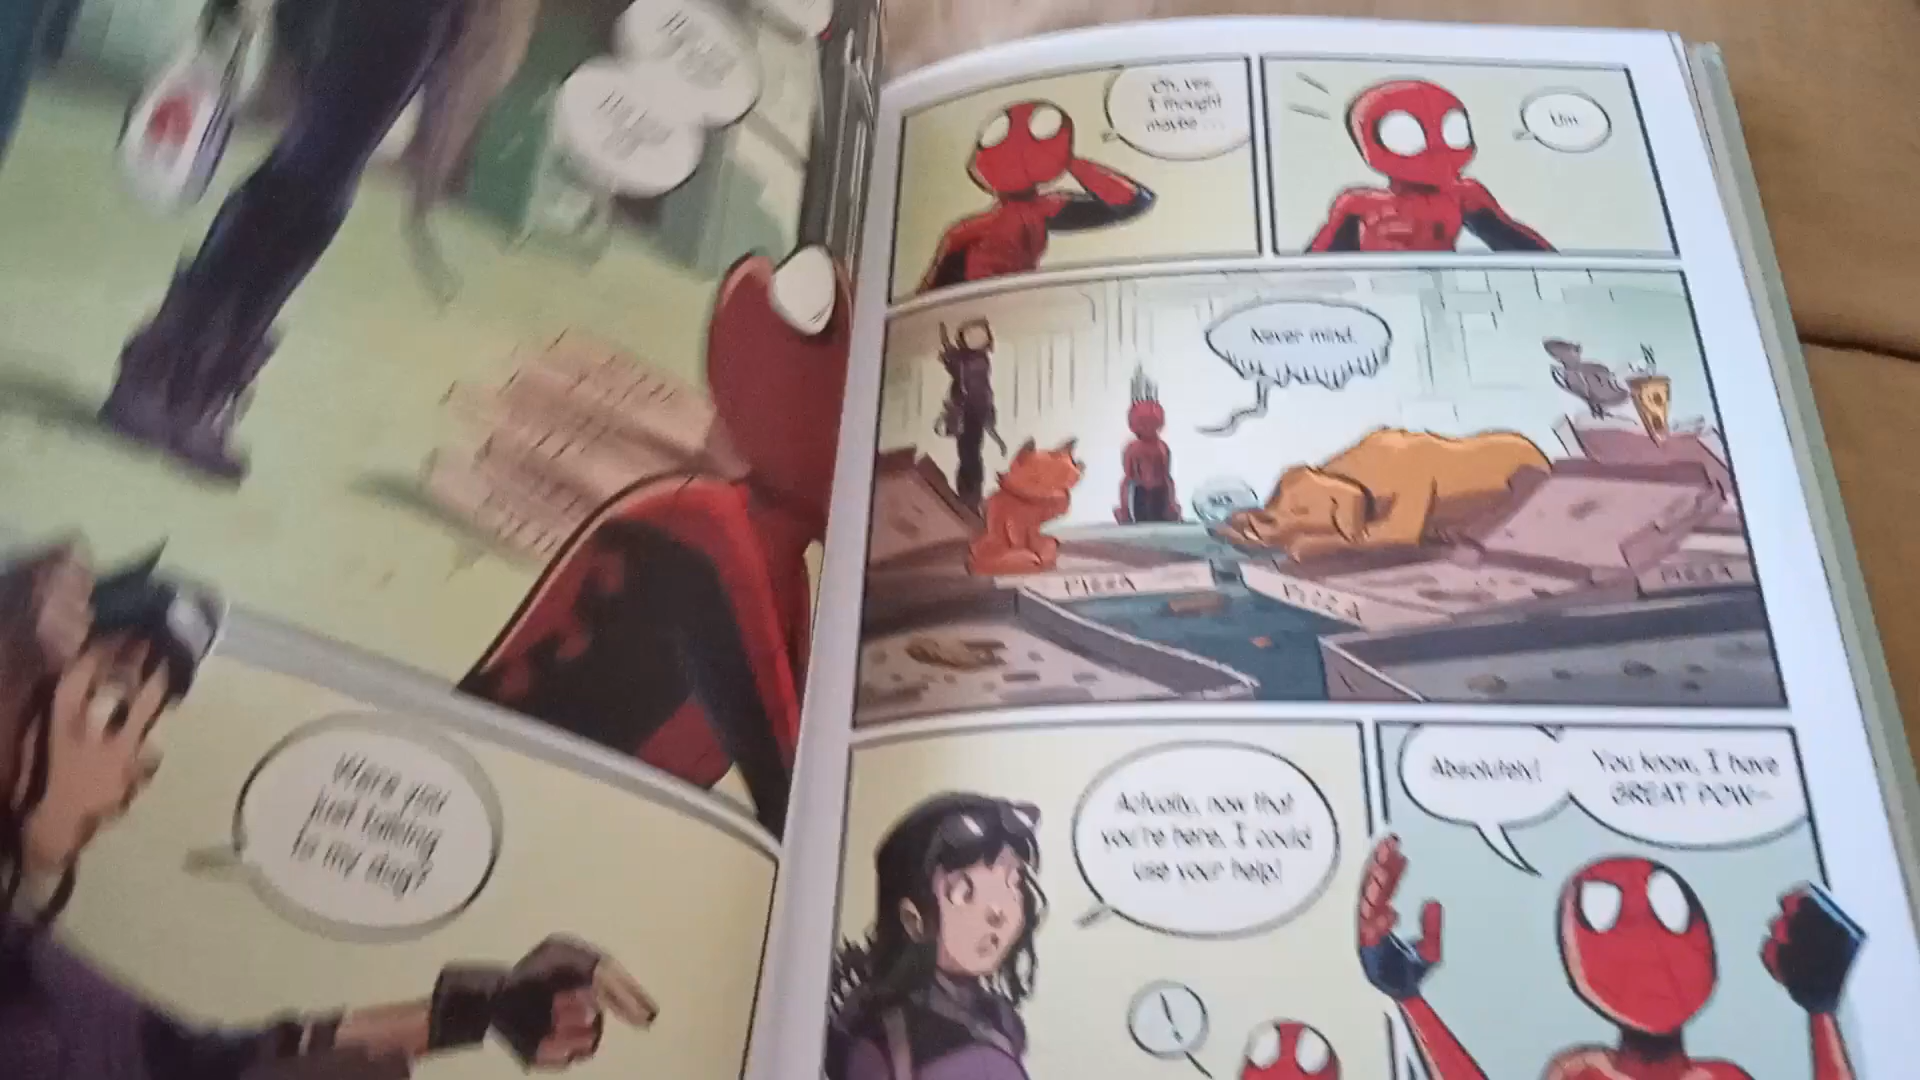 Were you
just talking
to my dog?
Oh, yes.
I thought
maybe...
Um.
Never mind.
PIZZA
PIZZA
PIZZA
Actually, now that
you're here, I could
use your help!
!
Absolutely!
You know, I have
GREAT POW–